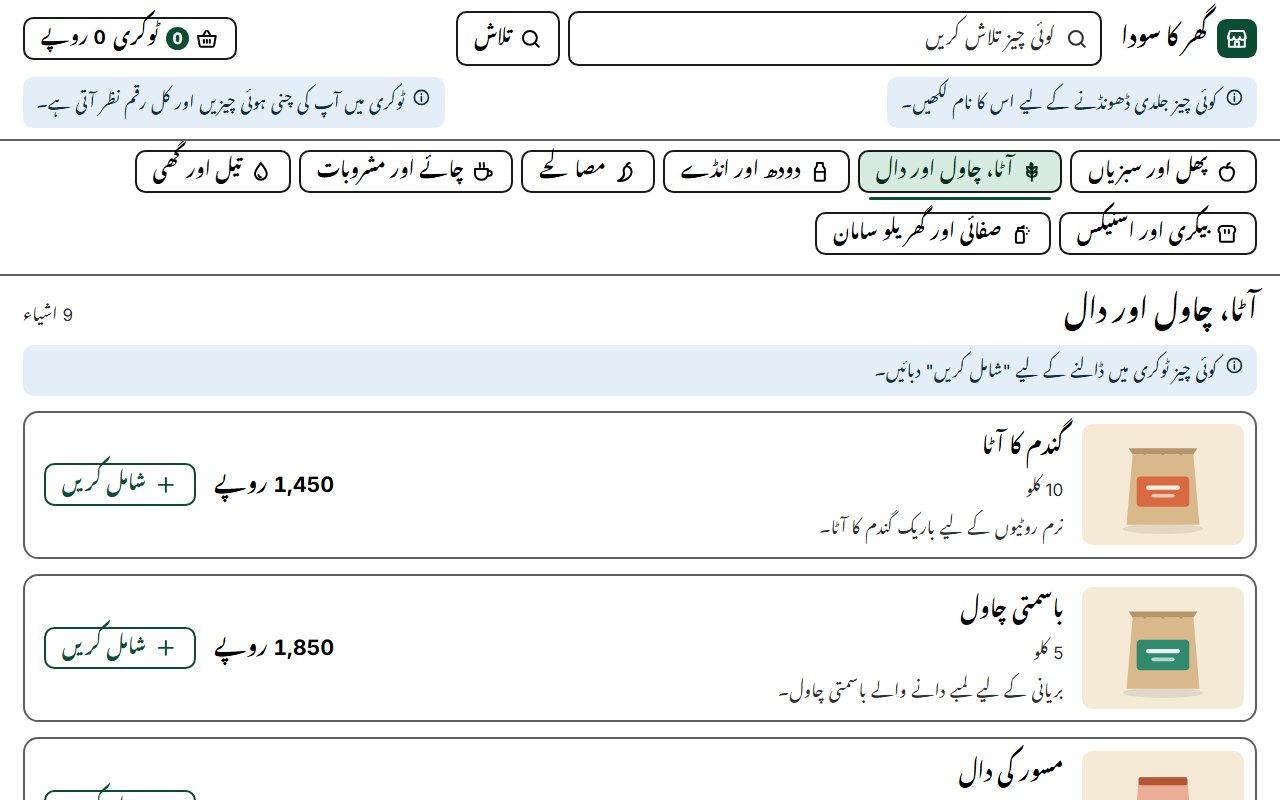 گھر کا سودا
کوئی چیز تلاش کریں
تلاش
ٹوکری 0 0 روپے
کوئی چیز جلدی ڈھونڈنے کے لیے اس کا نام لکھیں۔
ٹوکری میں آپ کی چنی ہوئی چیزیں اور کل رقم نظر آتی ہے۔
پھل اور سبزیاں
آٹا، چاول اور دال
دودھ اور انڈے
مصالحے
چائے اور مشروبات
تیل اور گھی
بیکری اور اسنیکس
صفائی اور گھریلو سامان
آٹا، چاول اور دال
9 اشیاء
کوئی چیز ٹوکری میں ڈالنے کے لیے "شامل کریں" دبائیں۔
گندم کا آٹا
10 کلو
نرم روٹیوں کے لیے باریک گندم کا آٹا۔
1,450 روپے
شامل کریں
باسمتی چاول
5 کلو
بریانی کے لیے لمبے دانے والے باسمتی چاول۔
1,850 روپے
شامل کریں
مسور کی دال